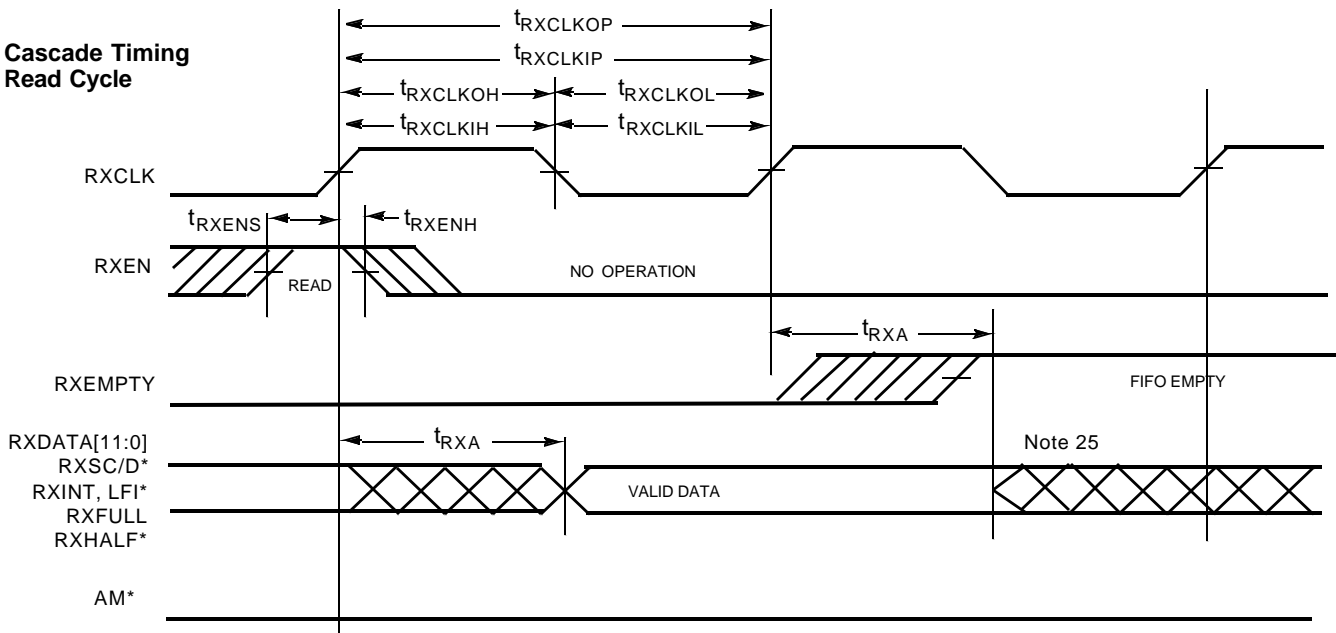 Cascade Timing
Read Cycle
tRXCLKOP
tRXCLKIP
tRXCLKOH
tRXCLKOL
tRXCLKIH
tRXCLKIL
RXCLK
tRXENS
tRXENH
RXEN
READ
NO OPERATION
tRXA
RXEMPTY
FIFO EMPTY
RXDATA[11:0]
tRXA
Note 25
RXSC/D*
RXINT, LFI*
VALID DATA
RXFULL
RXHALF*
AM*